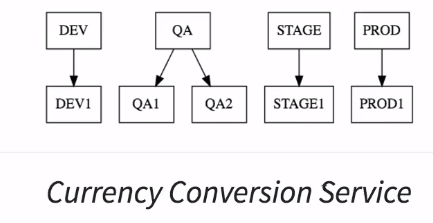 DEV QA STAGE PROD
DEV1 QA1 QA2 STAGE1 PROD1
Currency Conversion Service